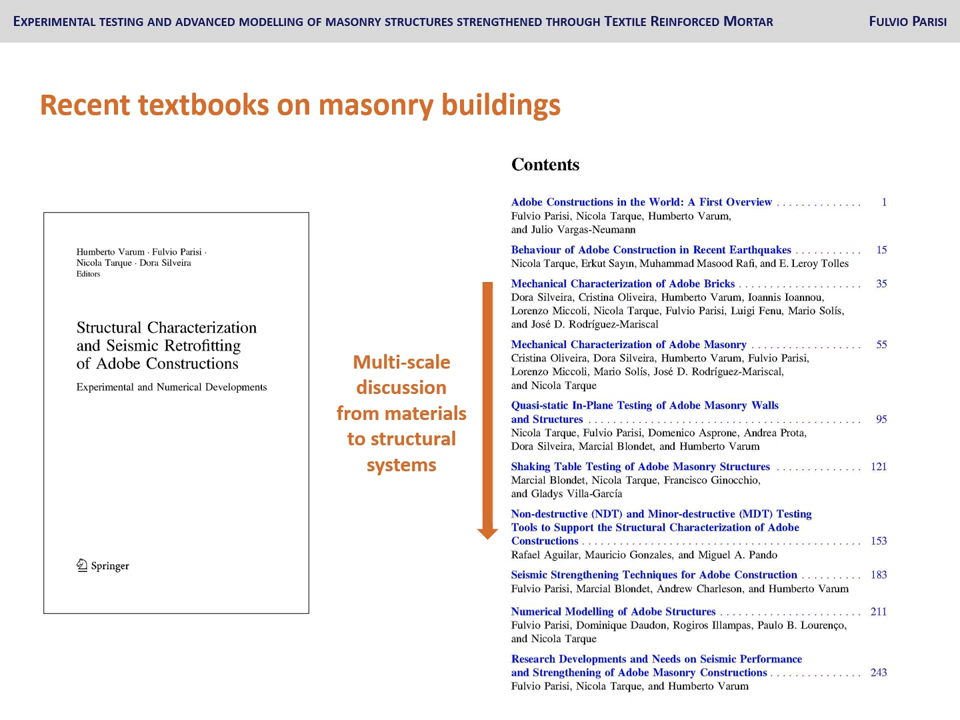 EXPERIMENTAL TESTING AND ADVANCED MODELLING OF MASONRY STRUCTURES STRENGTHENED THROUGH TEXTILE REINFORCED MORTAR
FULVIO PARISI
Recent textbooks on masonry buildings
Humberto Varum · Fulvio Parisi ·
Nicola Tarque · Dora Silveira
Editors
Structural Characterization
and Seismic Retrofitting
of Adobe Constructions
Experimental and Numerical Developments
Springer
Multi-scale
discussion
from materials
to structural
systems
Contents
Adobe Constructions in the World: A First Overview . . . . . . . . . . . . . . 1
Fulvio Parisi, Nicola Tarque, Humberto Varum,
and Julio Vargas-Neumann
Behaviour of Adobe Construction in Recent Earthquakes . . . . . . . . . . . 15
Nicola Tarque, Erkut Sayın, Muhammad Masood Rafi, and E. Leroy Tolles
Mechanical Characterization of Adobe Bricks . . . . . . . . . . . . . . . . . . . . 35
Dora Silveira, Cristina Oliveira, Humberto Varum, Ioannis Ioannou,
Lorenzo Miccoli, Nicola Tarque, Fulvio Parisi, Luigi Fenu, Mario Solís,
and José D. Rodríguez-Mariscal
Mechanical Characterization of Adobe Masonry . . . . . . . . . . . . . . . . . . 55
Cristina Oliveira, Dora Silveira, Humberto Varum, Fulvio Parisi,
Lorenzo Miccoli, Mario Solís, José D. Rodríguez-Mariscal,
and Nicola Tarque
Quasi-static In-Plane Testing of Adobe Masonry Walls
and Structures . . . . . . . . . . . . . . . . . . . . . . . . . . . . . . . . . . . . . . . . . . . . 95
Nicola Tarque, Fulvio Parisi, Domenico Asprone, Andrea Prota,
Dora Silveira, Marcial Blondet, and Humberto Varum
Shaking Table Testing of Adobe Masonry Structures . . . . . . . . . . . . . . 121
Marcial Blondet, Nicola Tarque, Francisco Ginocchio,
and Gladys Villa-García
Non-destructive (NDT) and Minor-destructive (MDT) Testing
Tools to Support the Structural Characterization of Adobe
Constructions . . . . . . . . . . . . . . . . . . . . . . . . . . . . . . . . . . . . . . . . . . . . . 153
Rafael Aguilar, Mauricio Gonzales, and Miguel A. Pando
Seismic Strengthening Techniques for Adobe Construction . . . . . . . . . . 183
Fulvio Parisi, Marcial Blondet, Andrew Charleson, and Humberto Varum
Numerical Modelling of Adobe Structures . . . . . . . . . . . . . . . . . . . . . . . 211
Fulvio Parisi, Dominique Daudon, Rogiros Illampas, Paulo B. Lourenço,
and Nicola Tarque
Research Developments and Needs on Seismic Performance
and Strengthening of Adobe Masonry Constructions . . . . . . . . . . . . . . . 243
Fulvio Parisi, Nicola Tarque, and Humberto Varum